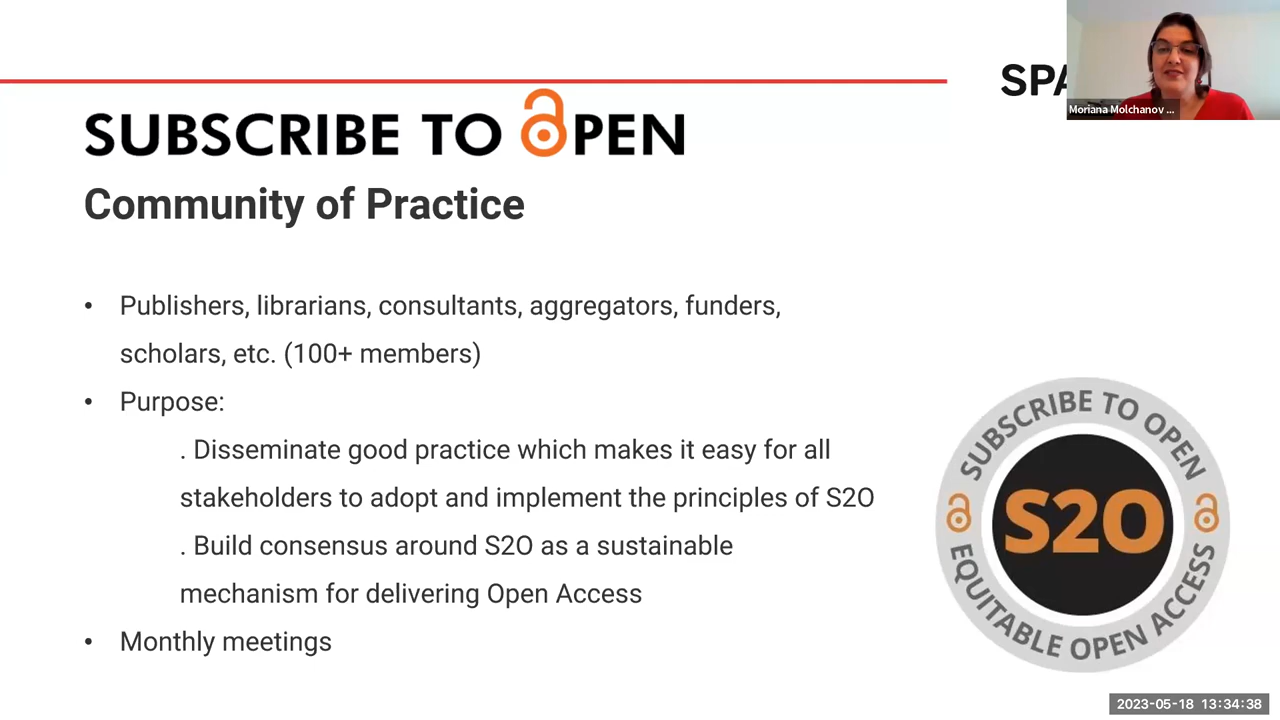 SPA
Moriana Molchanov ...
SUBSCRIBE TO OPEN
Community of Practice
• Publishers, librarians, consultants, aggregators, funders,
scholars, etc. (100+ members)
• Purpose:
. Disseminate good practice which makes it easy for all
stakeholders to adopt and implement the principles of S2O
. Build consensus around S2O as a sustainable
mechanism for delivering Open Access
• Monthly meetings
SUBSCRIBE TO OPEN
S2O
EQUITABLE OPEN ACCESS
2023-05-18 13:34:38